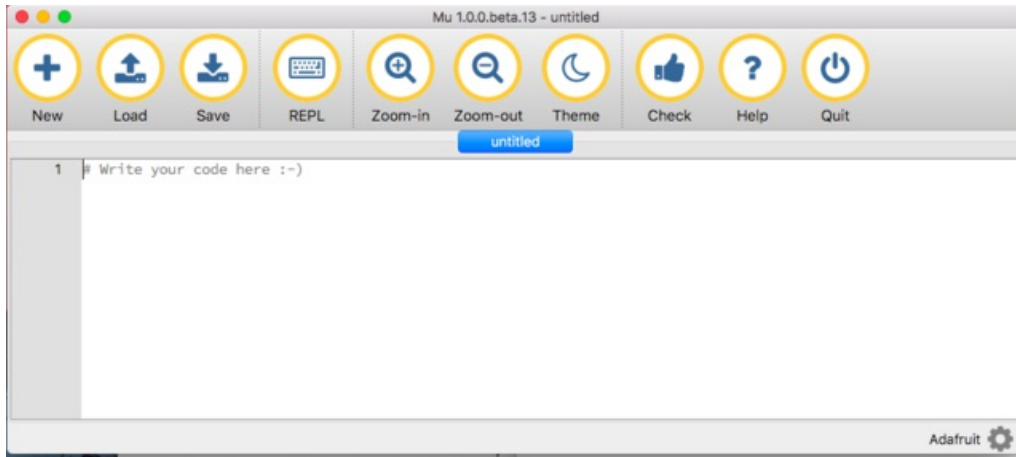 Mu 1.0.0.beta.13 - untitled
New Load Save REPL Zoom-in Zoom-out Theme Check Help Quit
untitled
1 # Write your code here :-)
Adafruit